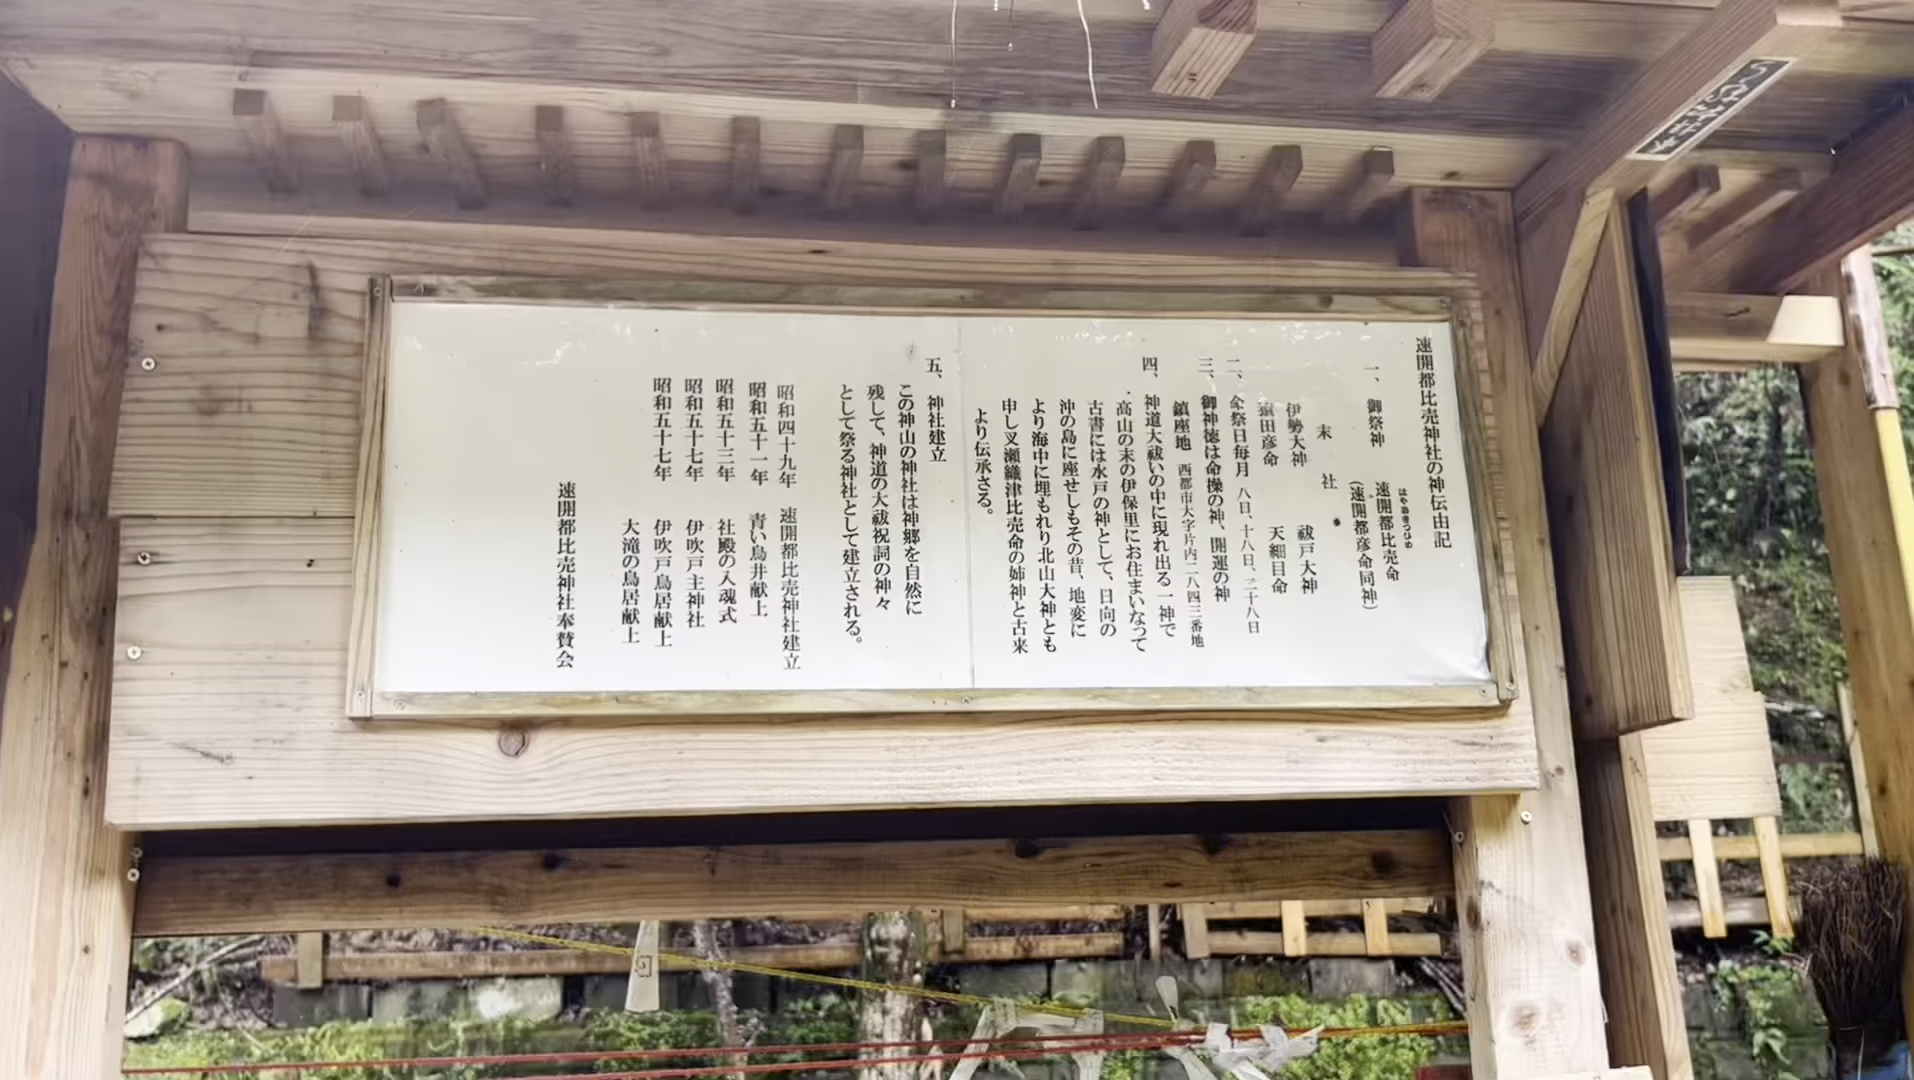 速開都比売神社の神伝由記
一、御祭神　速開都比売命
はやあきつひめ
（速開都彦命同神）
末　社
伊勢大神　祓戸大神
猿田彦命　天細目命
二、命祭日毎月　八日、十八日、二十八日
三、御神徳は命操の神、開運の神
鎮座地　西都市大字片内二八四三番地
四、神道大祓いの中に現れ出る一神で
高山の末の伊保里にお住まいなって
古書には水戸の神として、日向の
沖の島に座せしもその昔、地変に
より海中に埋もれり北山大神とも
申し又瀬織津比売命の姉神と古来
より伝承さる。
五、神社建立
この神山の神社は神郷を自然に
残して、神道の大祓祝詞の神々
として祭る神社として建立される。
昭和四十九年　速開都比売神社建立
昭和五十一年　青い鳥井献上
昭和五十三年　社殿の入魂式
昭和五十七年　伊吹戸主神社
昭和五十七年　伊吹戸鳥居献上
大滝の鳥居献上
速開都比売神社奉賛会